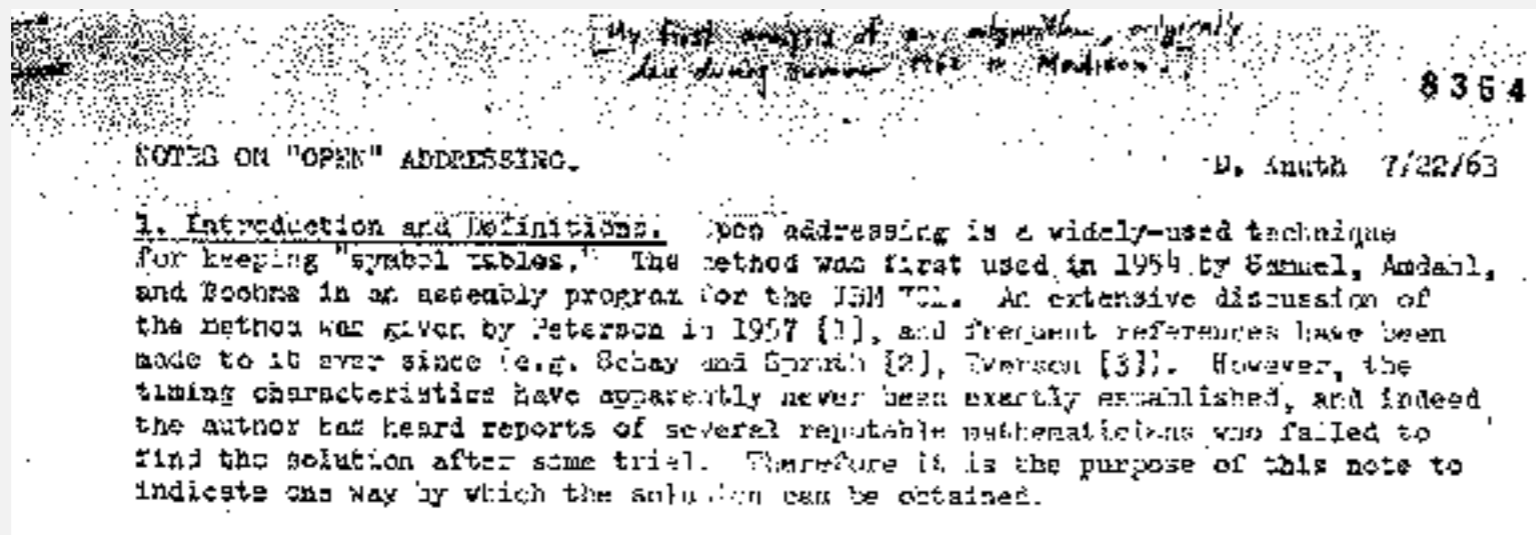 [My first analysis of an algorithm, originally
done during summer 1962 in Madison.]
8364
NOTES ON "OPEN" ADDRESSING.
D. Knuth 7/22/63
1. Introduction and Definitions. Open addressing is a widely-used technique
for keeping "symbol tables." The method was first used in 1954 by Samuel, Amdahl,
and Boehme in an assembly program for the IBM 701. An extensive discussion of
the method was given by Peterson in 1957 [1], and frequent references have been
made to it ever since (e.g. Schay and Spruth [2], Iverson [3]). However, the
timing characteristics have apparently never been exactly established, and indeed
the author has heard reports of several reputable mathematicians who failed to
find the solution after some trial. Therefore it is the purpose of this note to
indicate one way by which the solution can be obtained.